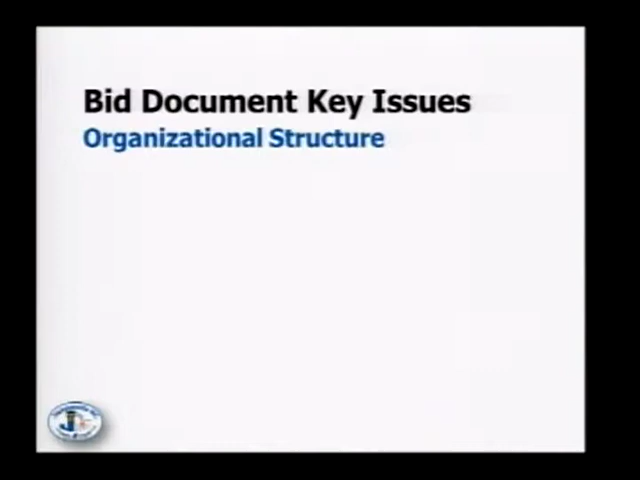 Bid Document Key Issues
Organizational Structure